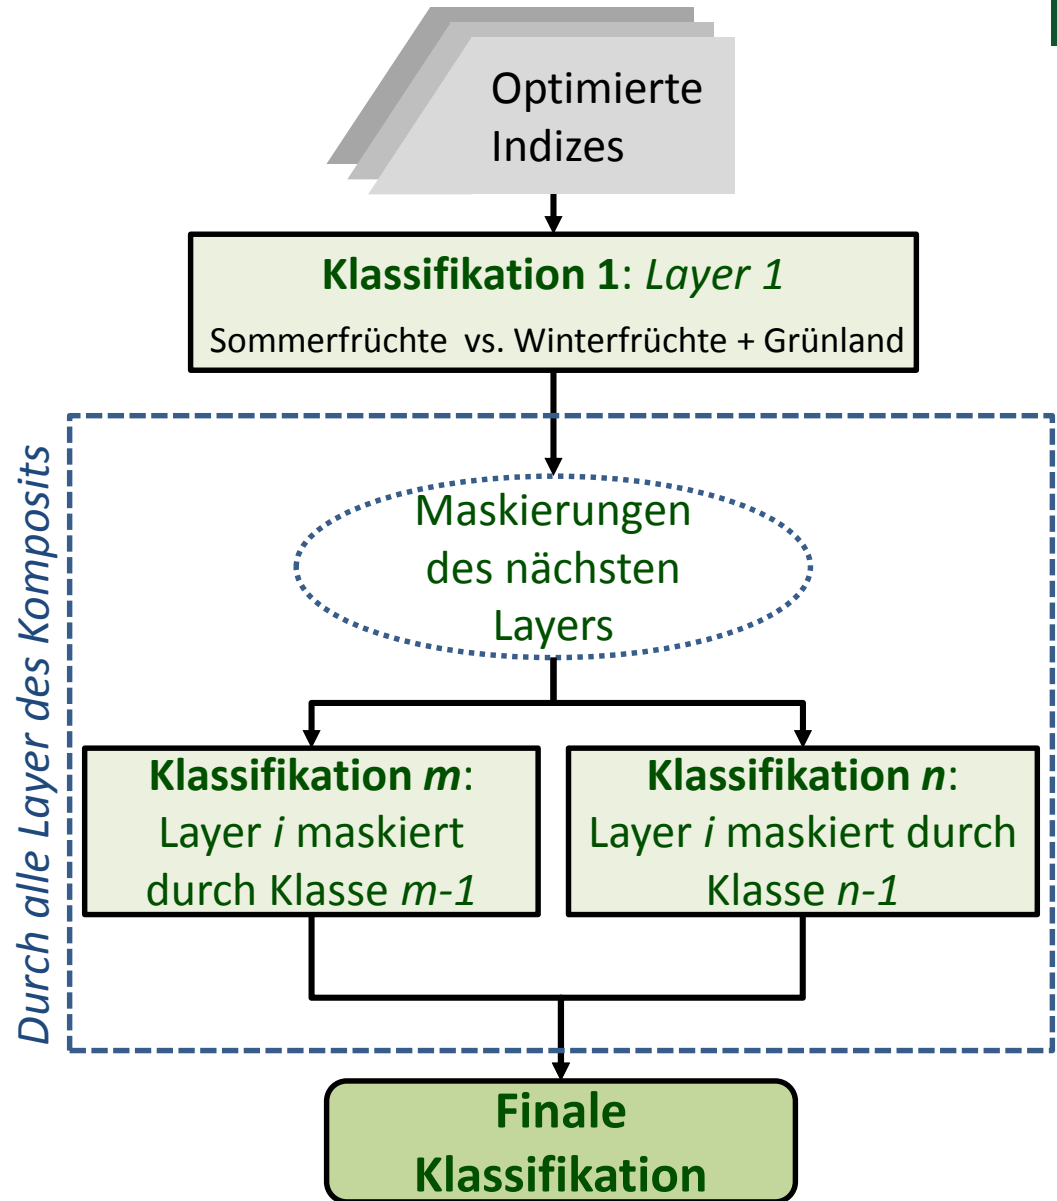 Optimierte
Indizes
Klassifikation 1: Layer 1
Sommerfrüchte vs. Winterfrüchte + Grünland
Durch alle Layer des Komposits
Maskierungen
des nächsten
Layers
Klassifikation m:
Layer i maskiert
durch Klasse m-1
Klassifikation n:
Layer i maskiert durch
Klasse n-1
Finale
Klassifikation